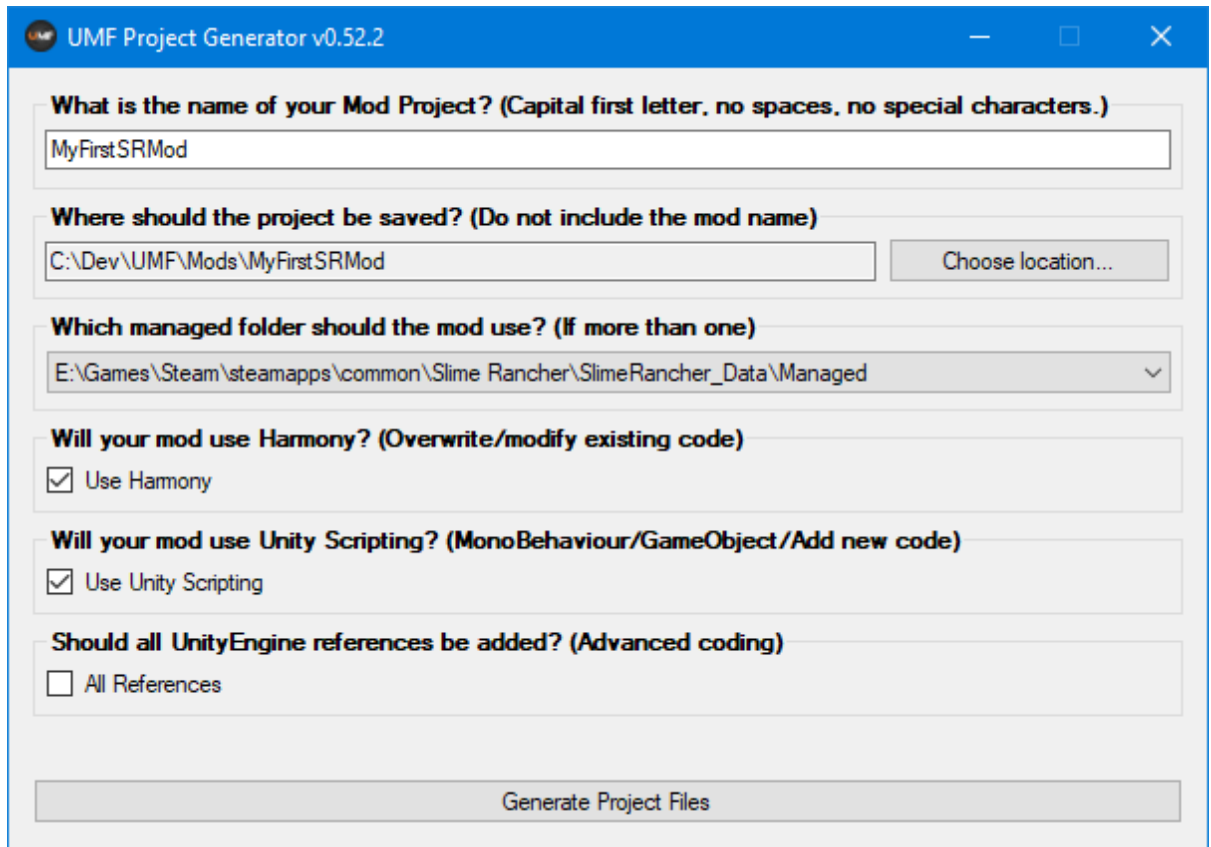 UMF UMF Project Generator v0.52.2
What is the name of your Mod Project? (Capital first letter, no spaces, no special characters.)
MyFirstSRMod
Where should the project be saved? (Do not include the mod name)
C:\Dev\UMF\Mods\MyFirstSRMod Choose location...
Which managed folder should the mod use? (If more than one)
E:\Games\Steam\steamapps\common\Slime Rancher\SlimeRancher_Data\Managed
Will your mod use Harmony? (Overwrite/modify existing code)
Use Harmony
Will your mod use Unity Scripting? (MonoBehaviour/GameObject/Add new code)
Use Unity Scripting
Should all UnityEngine references be added? (Advanced coding)
All References
Generate Project Files